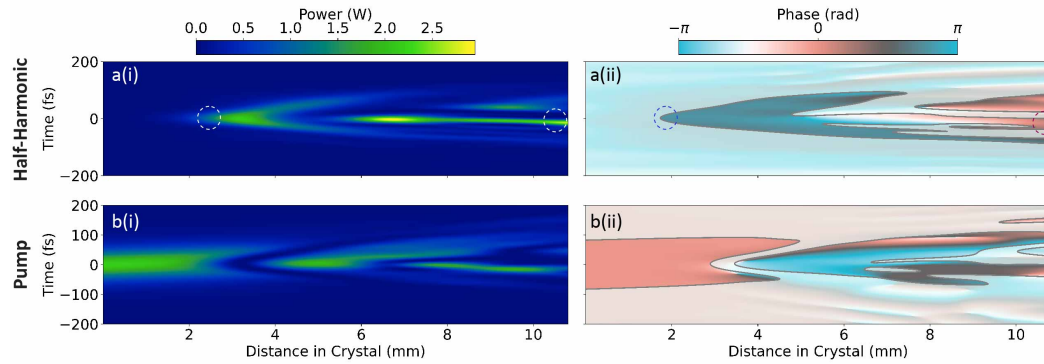 Power (W)
0.0 0.5 1.0 1.5 2.0 2.5
Phase (rad)
−π 0 π
Half-Harmonic
Time (fs)
200
100
0
−100
−200
a(i)
a(ii)
Pump
Time (fs)
200
100
0
−100
−200
b(i)
b(ii)
2 4 6 8 10
Distance in Crystal (mm)
2 4 6 8 10
Distance in Crystal (mm)